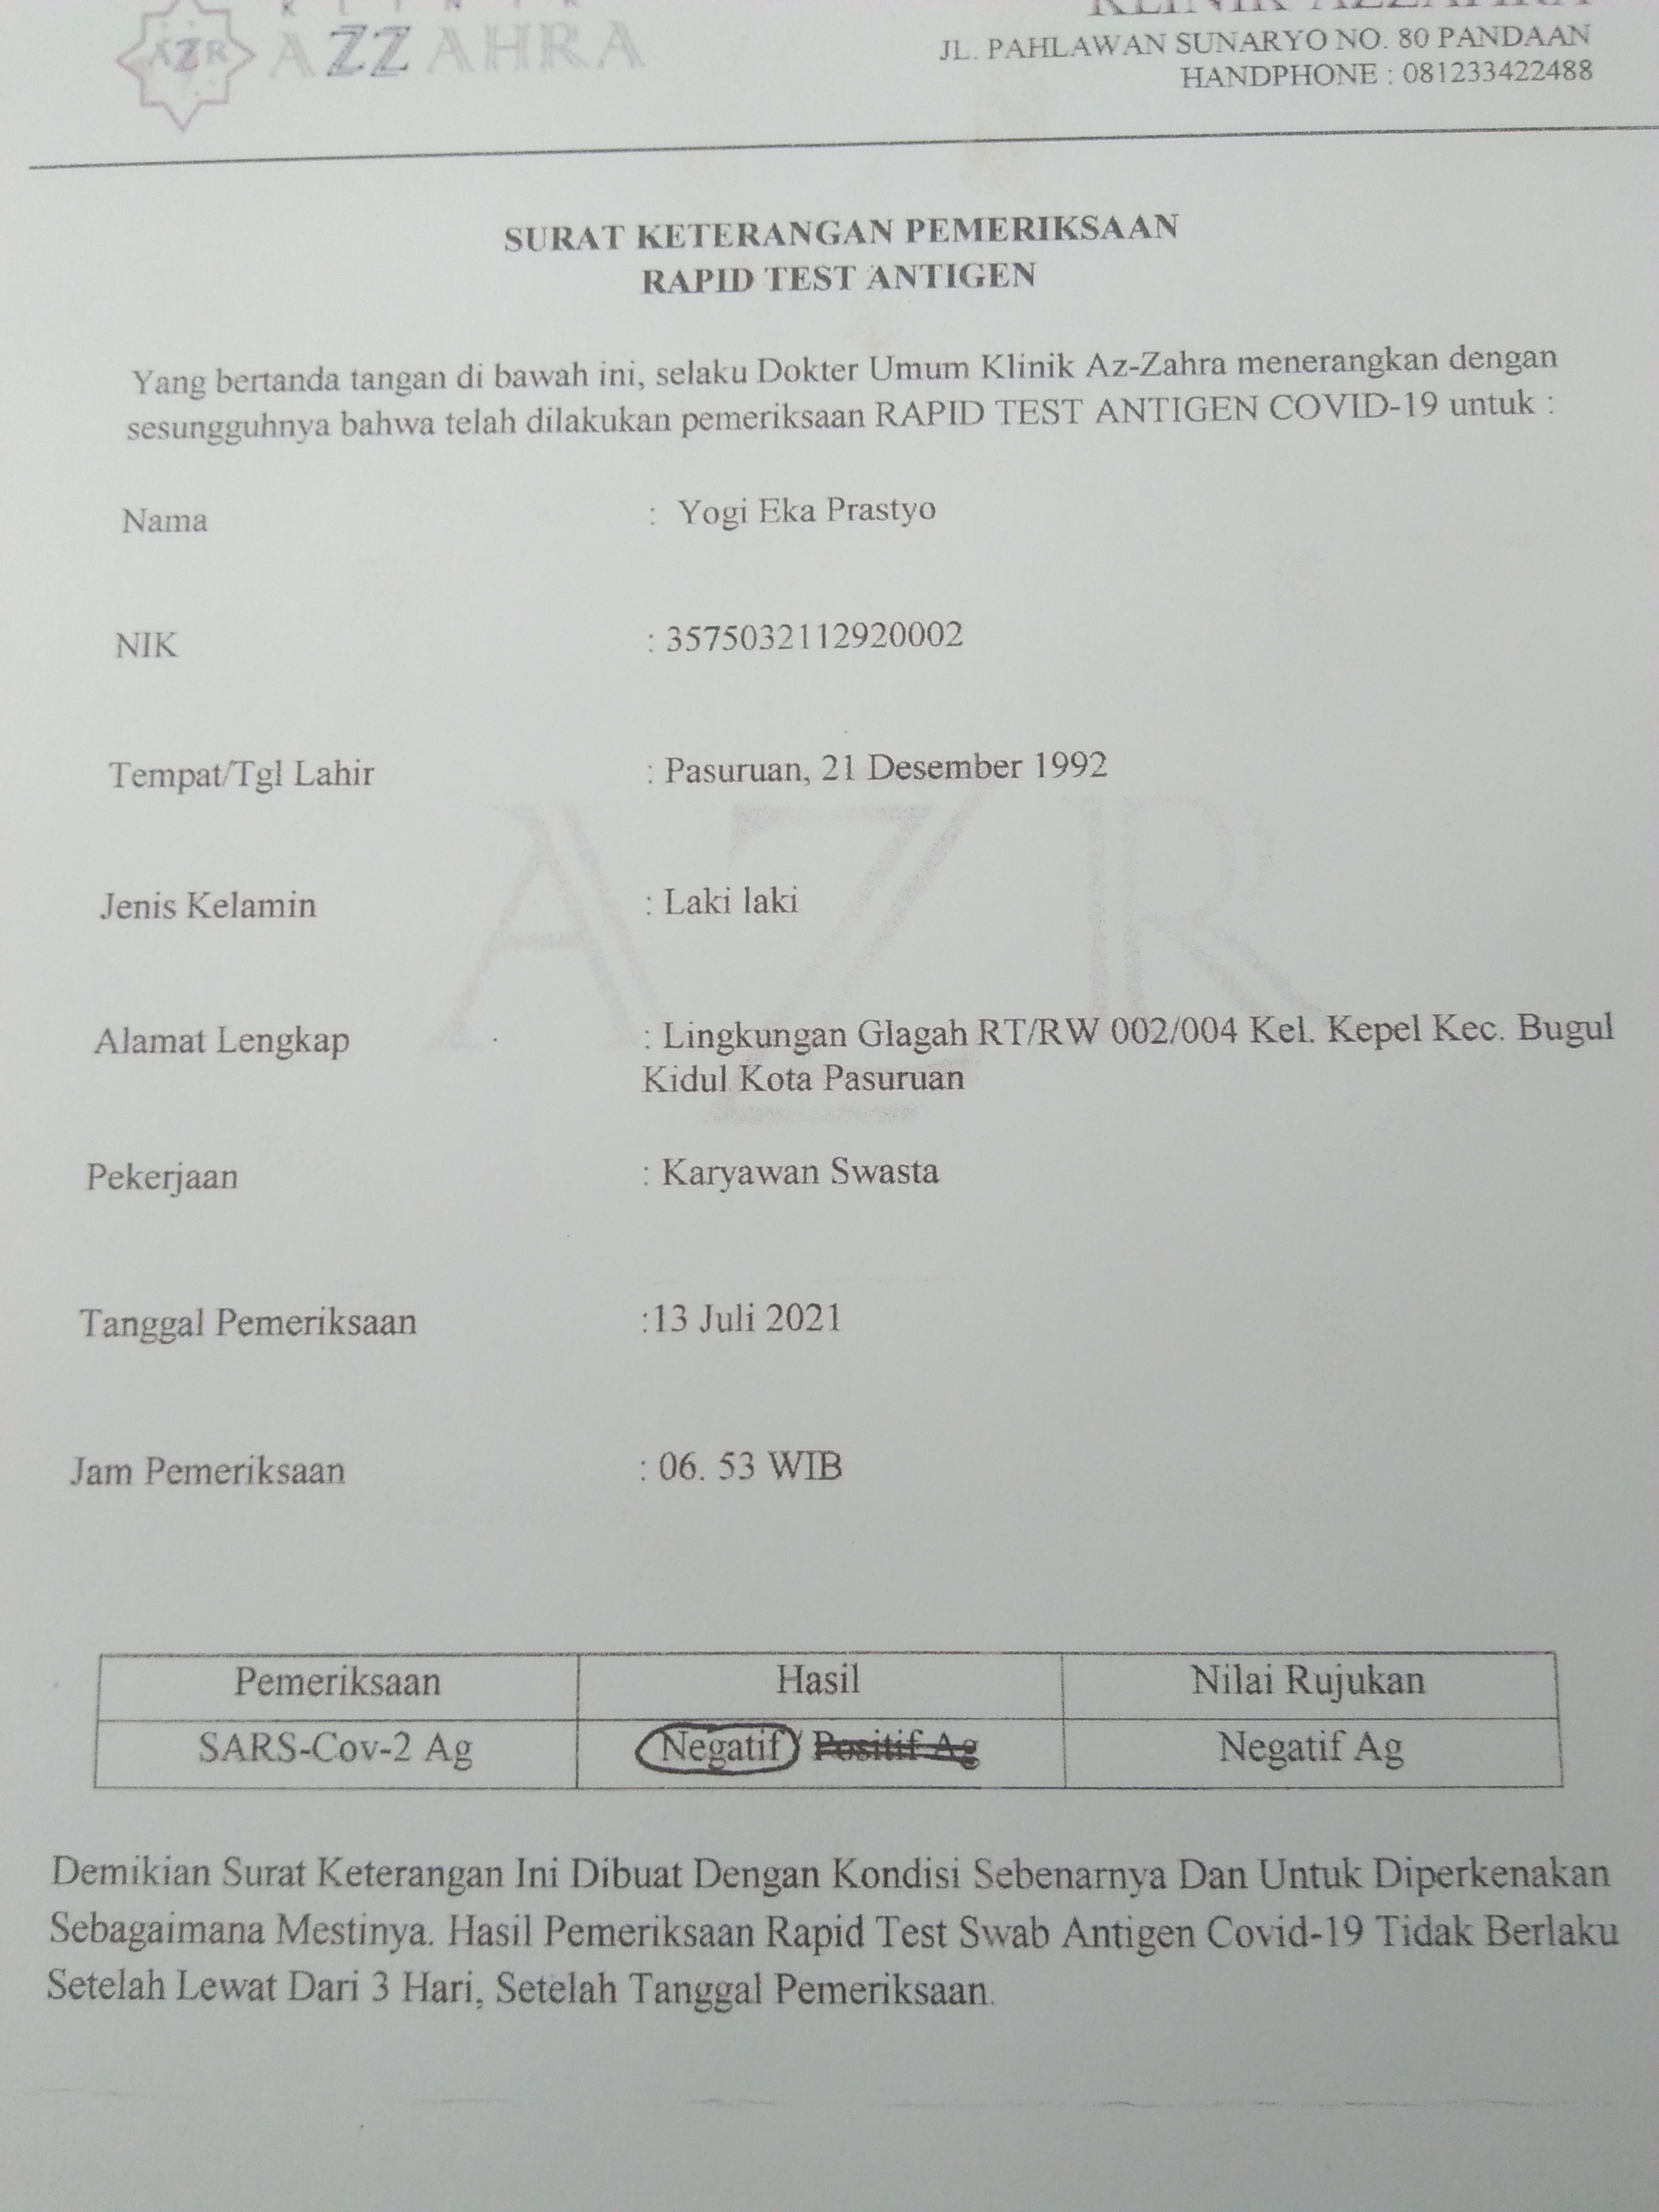 KLINIK
AZR AZZAHRA
KLINIK AZZAHRA
JL. PAHLAWAN SUNARYO NO. 80 PANDAAN
HANDPHONE : 081233422488
SURAT KETERANGAN PEMERIKSAAN
RAPID TEST ANTIGEN
Yang bertanda tangan di bawah ini, selaku Dokter Umum Klinik Az-Zahra menerangkan dengan
sesungguhnya bahwa telah dilakukan pemeriksaan RAPID TEST ANTIGEN COVID-19 untuk :
Nama : Yogi Eka Prastyo
NIK : 3575032112920002
Tempat/Tgl Lahir : Pasuruan, 21 Desember 1992
AZR
Jenis Kelamin : Laki laki
Alamat Lengkap : Lingkungan Glagah RT/RW 002/004 Kel. Kepel Kec. Bugul
Kidul Kota Pasuruan
Pekerjaan : Karyawan Swasta
Tanggal Pemeriksaan :13 Juli 2021
Jam Pemeriksaan : 06. 53 WIB
Pemeriksaan Hasil Nilai Rujukan
SARS-Cov-2 Ag Negatif / Positif Ag Negatif Ag
Demikian Surat Keterangan Ini Dibuat Dengan Kondisi Sebenarnya Dan Untuk Diperkenakan
Sebagaimana Mestinya. Hasil Pemeriksaan Rapid Test Swab Antigen Covid-19 Tidak Berlaku
Setelah Lewat Dari 3 Hari, Setelah Tanggal Pemeriksaan.